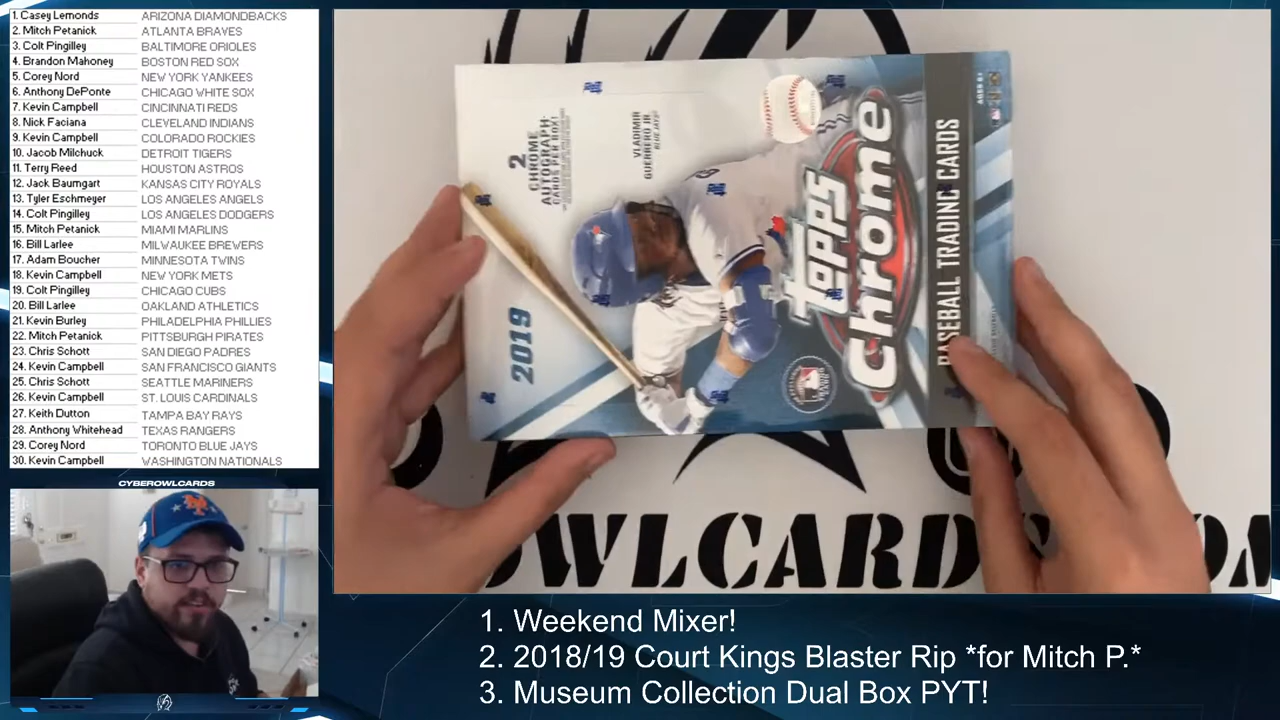 1. Casey Lemonds ARIZONA DIAMONDBACKS
2. Mitch Petanick ATLANTA BRAVES
3. Colt Pingilley BALTIMORE ORIOLES
4. Brandon Mahoney BOSTON RED SOX
5. Corey Nord NEW YORK YANKEES
6. Anthony DePonte CHICAGO WHITE SOX
7. Kevin Campbell CINCINNATI REDS
8. Nick Faciana CLEVELAND INDIANS
9. Kevin Campbell COLORADO ROCKIES
10. Jacob Milchuck DETROIT TIGERS
11. Terry Reed HOUSTON ASTROS
12. Jack Baumgart KANSAS CITY ROYALS
13. Tyler Eschmeyer LOS ANGELES ANGELS
14. Colt Pingilley LOS ANGELES DODGERS
15. Mitch Petanick MIAMI MARLINS
16. Bill Larlee MILWAUKEE BREWERS
17. Adam Boucher MINNESOTA TWINS
18. Kevin Campbell NEW YORK METS
19. Colt Pingilley CHICAGO CUBS
20. Bill Larlee OAKLAND ATHLETICS
21. Kevin Burley PHILADELPHIA PHILLIES
22. Mitch Petanick PITTSBURGH PIRATES
23. Chris Schott SAN DIEGO PADRES
24. Kevin Campbell SAN FRANCISCO GIANTS
25. Chris Schott SEATTLE MARINERS
26. Kevin Campbell ST. LOUIS CARDINALS
27. Keith Dutton TAMPA BAY RAYS
28. Anthony Whitehead TEXAS RANGERS
29. Corey Nord TORONTO BLUE JAYS
30. Kevin Campbell WASHINGTON NATIONALS
CYBEROWLCARDS
2019
2
CHROME
AUTOGRAPH
CARDS PER BOX!
VLADIMIR
GUERRERO JR.
BLUE JAYS
TOPPS
Chrome
BASEBALL TRADING CARDS
OWLCARDS.COM
1. Weekend Mixer!
2. 2018/19 Court Kings Blaster Rip *for Mitch P.*
3. Museum Collection Dual Box PYT!